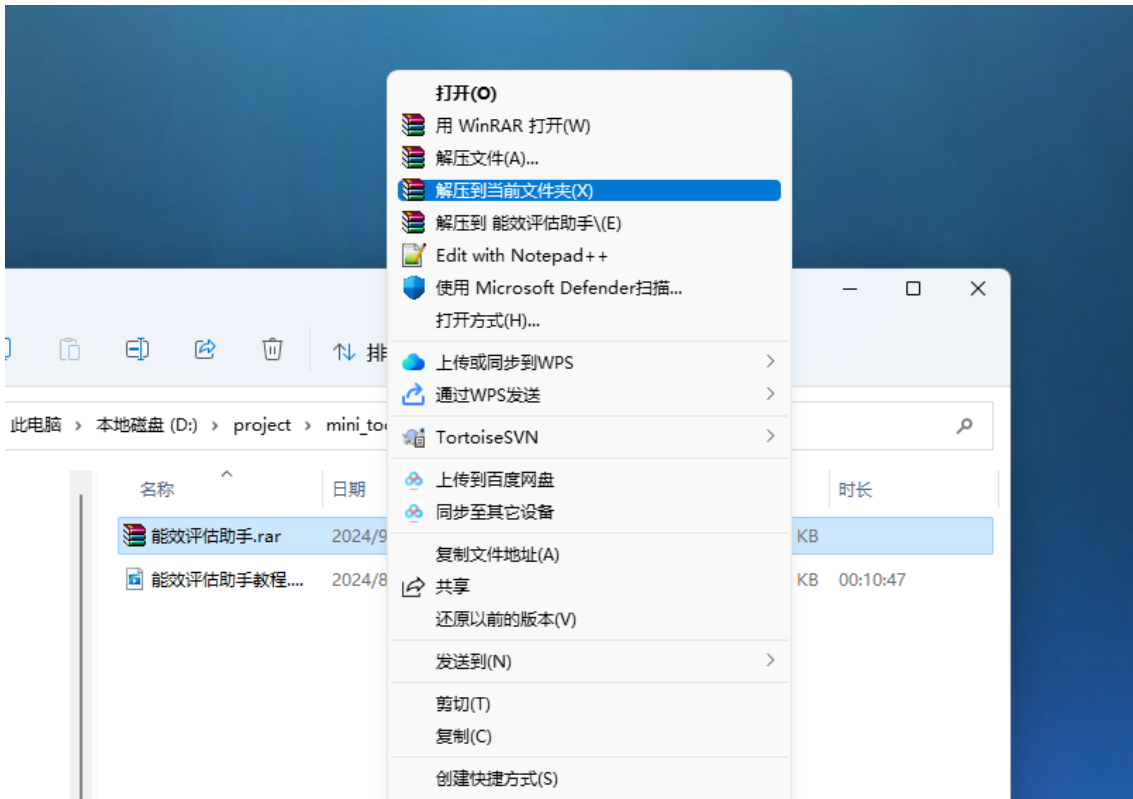 打开(O)
用 WinRAR 打开(W)
解压文件(A)...
解压到当前文件夹(X)
解压到 能效评估助手\(E)
Edit with Notepad++
使用 Microsoft Defender扫描...
打开方式(H)...
上传或同步到WPS
通过WPS发送
TortoiseSVN
上传到百度网盘
同步至其它设备
复制文件地址(A)
共享
还原以前的版本(V)
发送到(N)
剪切(T)
复制(C)
创建快捷方式(S)
排
此电脑 > 本地磁盘 (D:) > project > mini_to
名称 日期 时长
能效评估助手.rar 2024/9 KB
能效评估助手教程.... 2024/8 KB 00:10:47